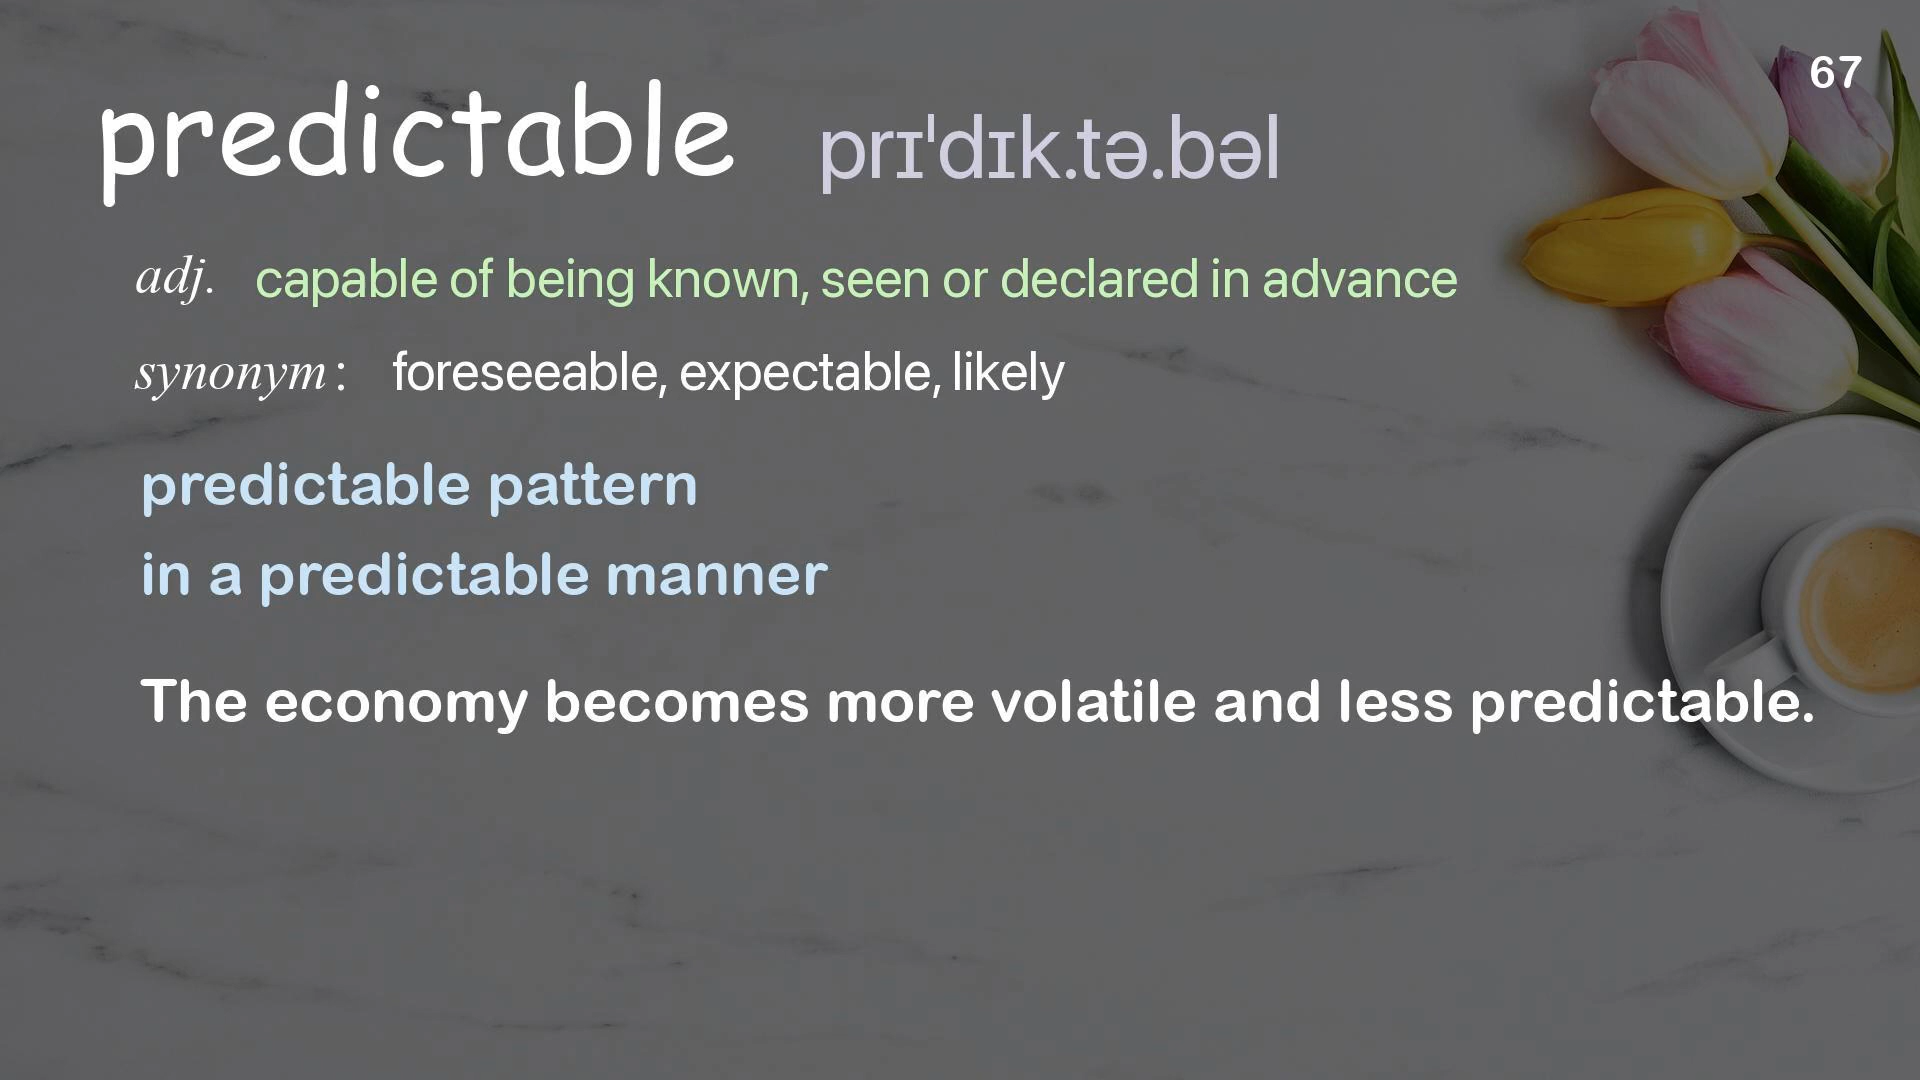 67
predictable prɪˈdɪk.tə.bəl
adj. capable of being known, seen or declared in advance
synonym : foreseeable, expectable, likely
predictable pattern
in a predictable manner
The economy becomes more volatile and less predictable.